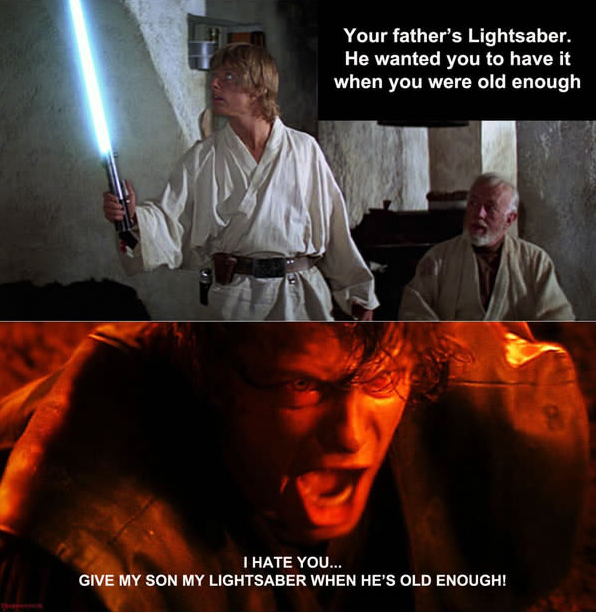 Your father's Lightsaber.
He wanted you to have it
when you were old enough
I HATE YOU...
GIVE MY SON MY LIGHTSABER WHEN HE'S OLD ENOUGH!